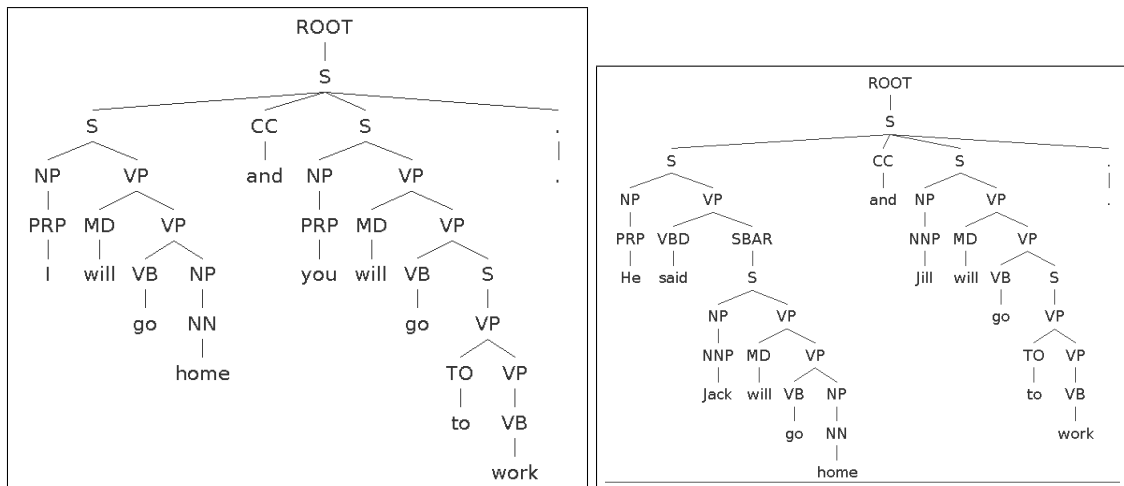 ROOT
S
S CC S .
NP VP and NP VP .
PRP MD VP PRP MD VP
I will VB NP you will VB S
go NN go VP
home TO VP
to VB
work
ROOT
S
S CC S .
NP VP and NP VP .
PRP VBD SBAR NNP MD VP
He said S Jill will VB S
NP VP go VP
NNP MD VP TO VP
Jack will VB NP to VB
go NN work
home